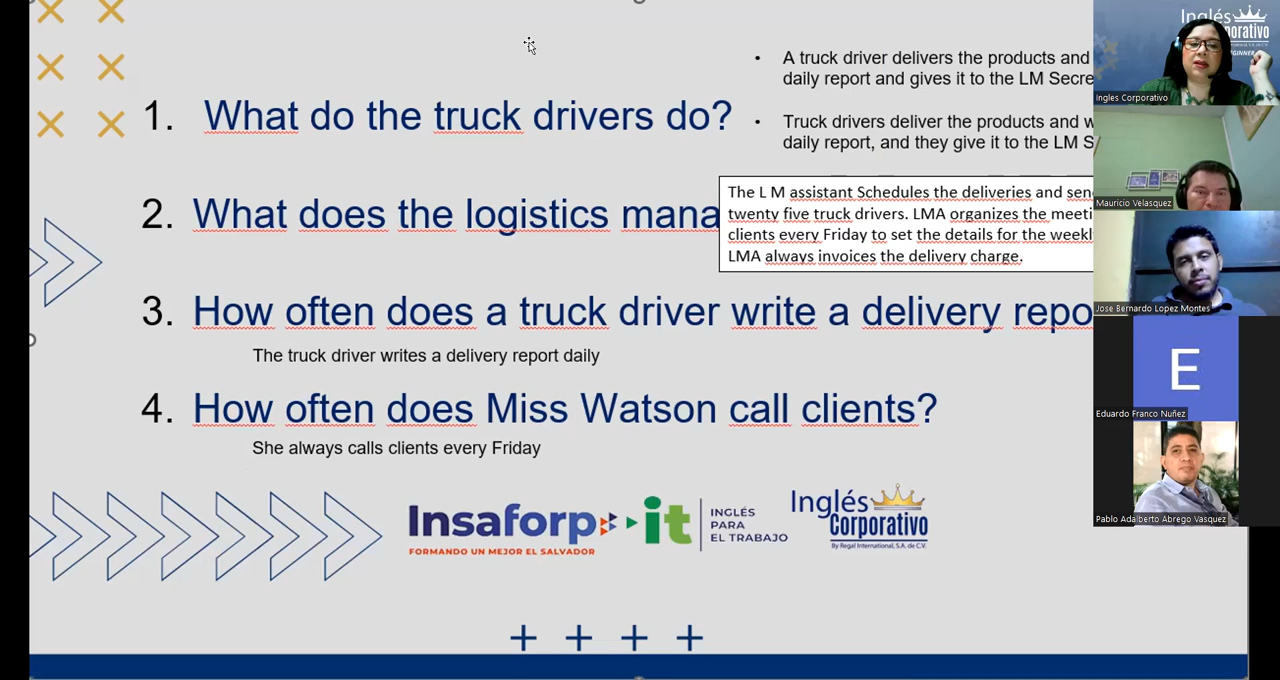 1. What do the truck drivers do?
• A truck driver delivers the products and
daily report and gives it to the LM Secre
• Truck drivers deliver the products and w
daily report, and they give it to the LM S
2. What does the logistics mana
The L M assistant Schedules the deliveries and sen
twenty five truck drivers. LMA organizes the meeti
clients every Friday to set the details for the weekl
LMA always invoices the delivery charge.
3. How often does a truck driver write a delivery repo
The truck driver writes a delivery report daily
4. How often does Miss Watson call clients?
She always calls clients every Friday
Insaforp
FORMANDO UN MEJOR EL SALVADOR
it
INGLÉS
PARA
EL TRABAJO
Inglés
Corporativo
By Regal International, S.A. de C.V.
Inglés
orativo
Ingles Corporativo
Mauricio Velasquez
Jose Bernardo Lopez Montes
E
Eduardo Franco Nuñez
Pablo Adalberto Abrego Vasquez